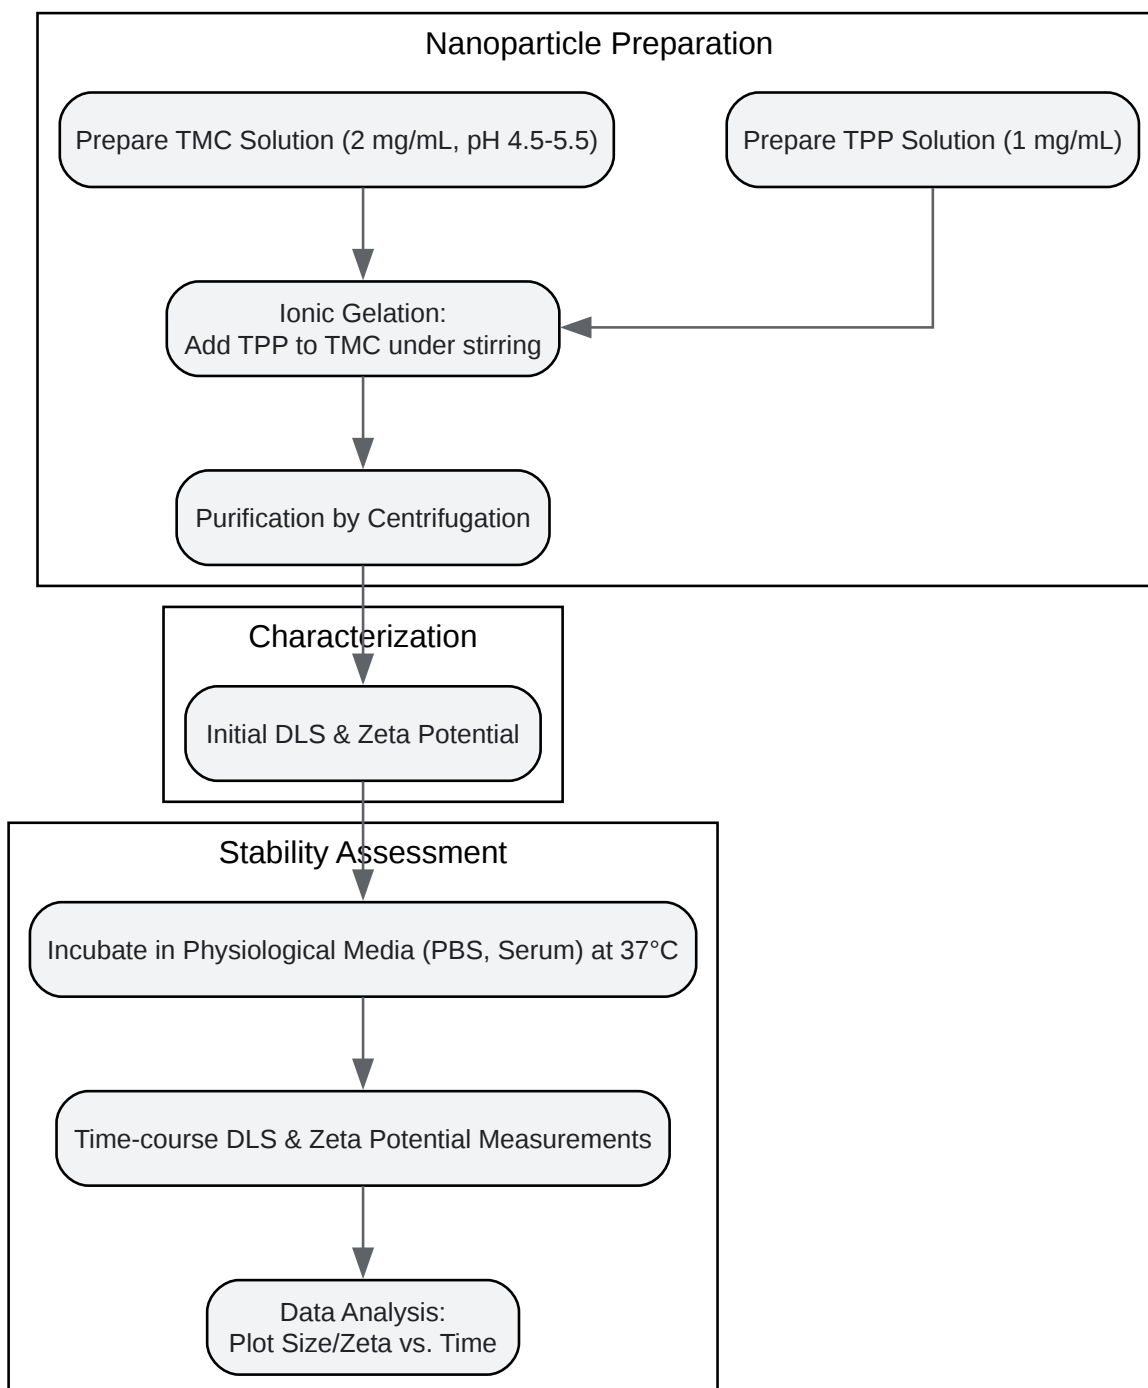 Nanoparticle Preparation
Prepare TMC Solution (2 mg/mL, pH 4.5-5.5)
Prepare TPP Solution (1 mg/mL)
Ionic Gelation:
Add TPP to TMC under stirring
Purification by Centrifugation
Characterization
Initial DLS & Zeta Potential
Stability Assessment
Incubate in Physiological Media (PBS, Serum) at 37°C
Time-course DLS & Zeta Potential Measurements
Data Analysis:
Plot Size/Zeta vs. Time